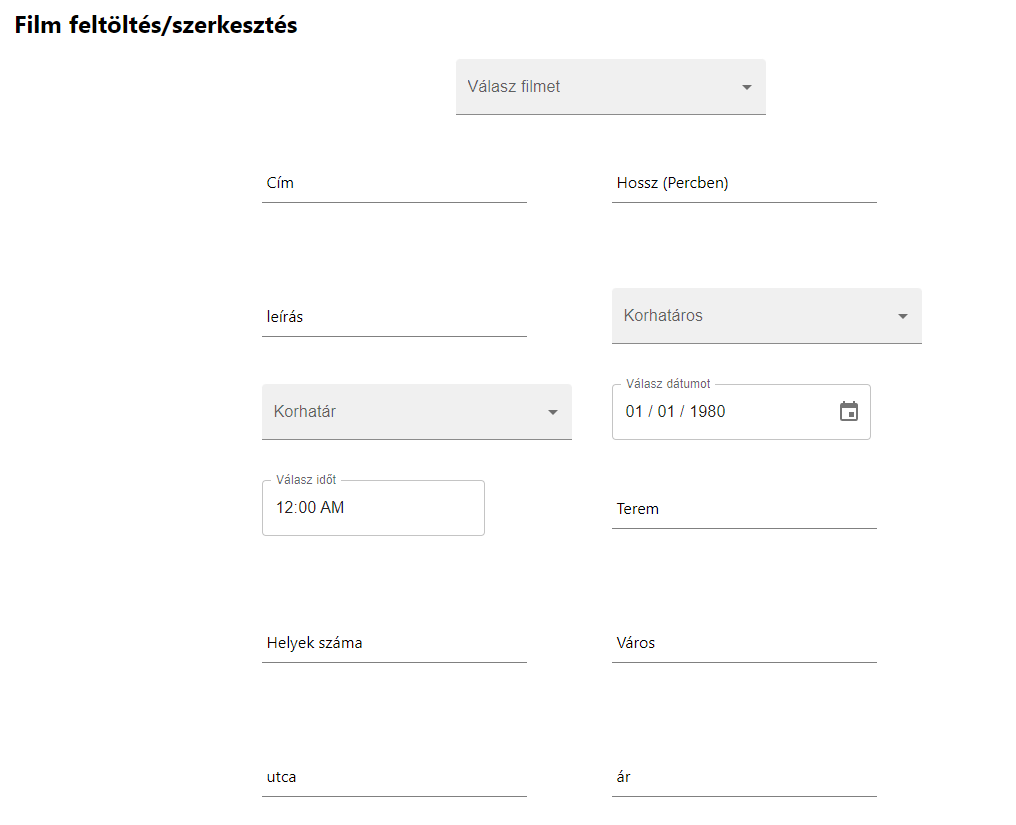 Film feltöltés/szerkesztés
Válasz filmet
Cím
Hossz (Percben)
leírás
Korhatáros
Korhatár
Válasz dátumot
01 / 01 / 1980
Válasz időt
12:00 AM
Terem
Helyek száma
Város
utca
ár